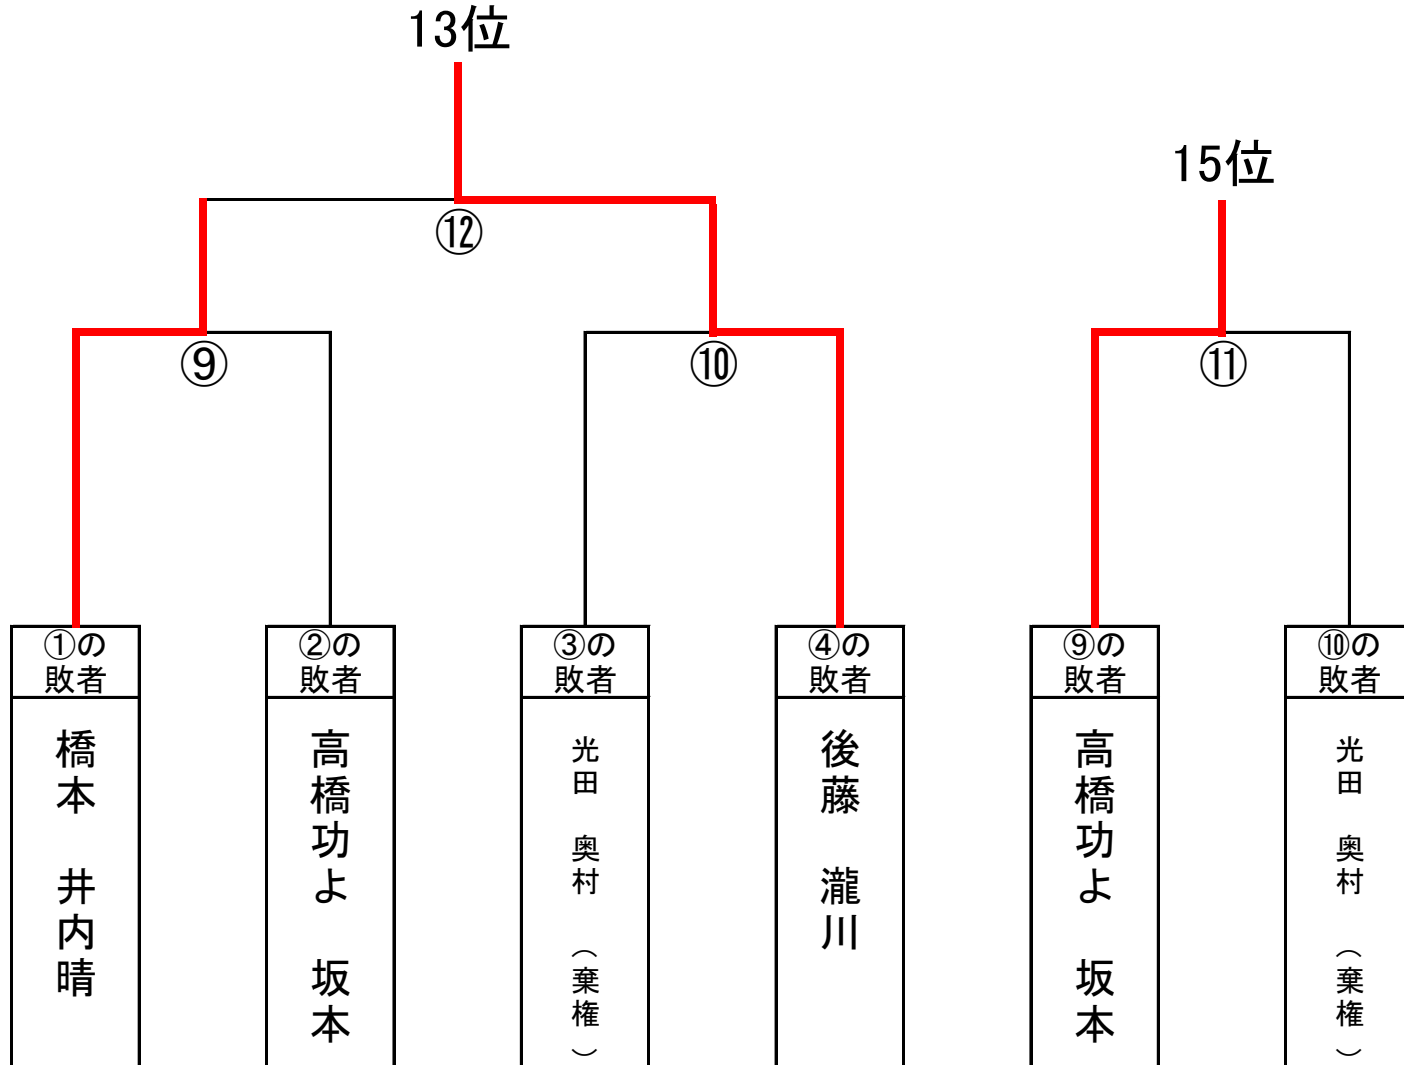 13位
15位
⑫
⑨
⑩
⑪
①の
敗者
②の
敗者
③の
敗者
④の
敗者
⑨の
敗者
⑩の
敗者
橋本　井内晴
高橋功よ　坂本
光田　奥村　（棄権）
後藤　瀧川
高橋功よ　坂本
光田　奥村　（棄権）